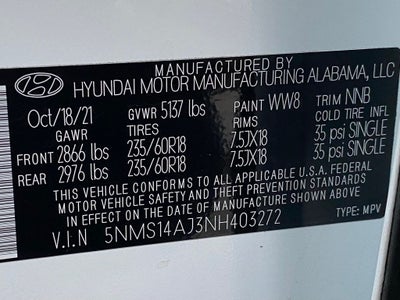 MANUFACTURED BY
HYUNDAI MOTOR MANUFACTURING ALABAMA, LLC
Oct/18/21 GVWR 5137 lbs PAINT WW8 TRIM NNB
GAWR TIRES RIMS COLD TIRE INFL
FRONT 2866 lbs 235/60R18 7.5JX18 35 psi SINGLE
REAR 2976 lbs 235/60R18 7.5JX18 35 psi SINGLE
THIS VEHICLE CONFORMS TO ALL APPLICABLE U.S.A. FEDERAL
MOTOR VEHICLE SAFETY AND THEFT PREVENTION STANDARDS
IN EFFECT ON THE DATE OF MANUFACTURE SHOWN ABOVE
V.I.N 5NMS14AJ3NH403272 TYPE: MPV